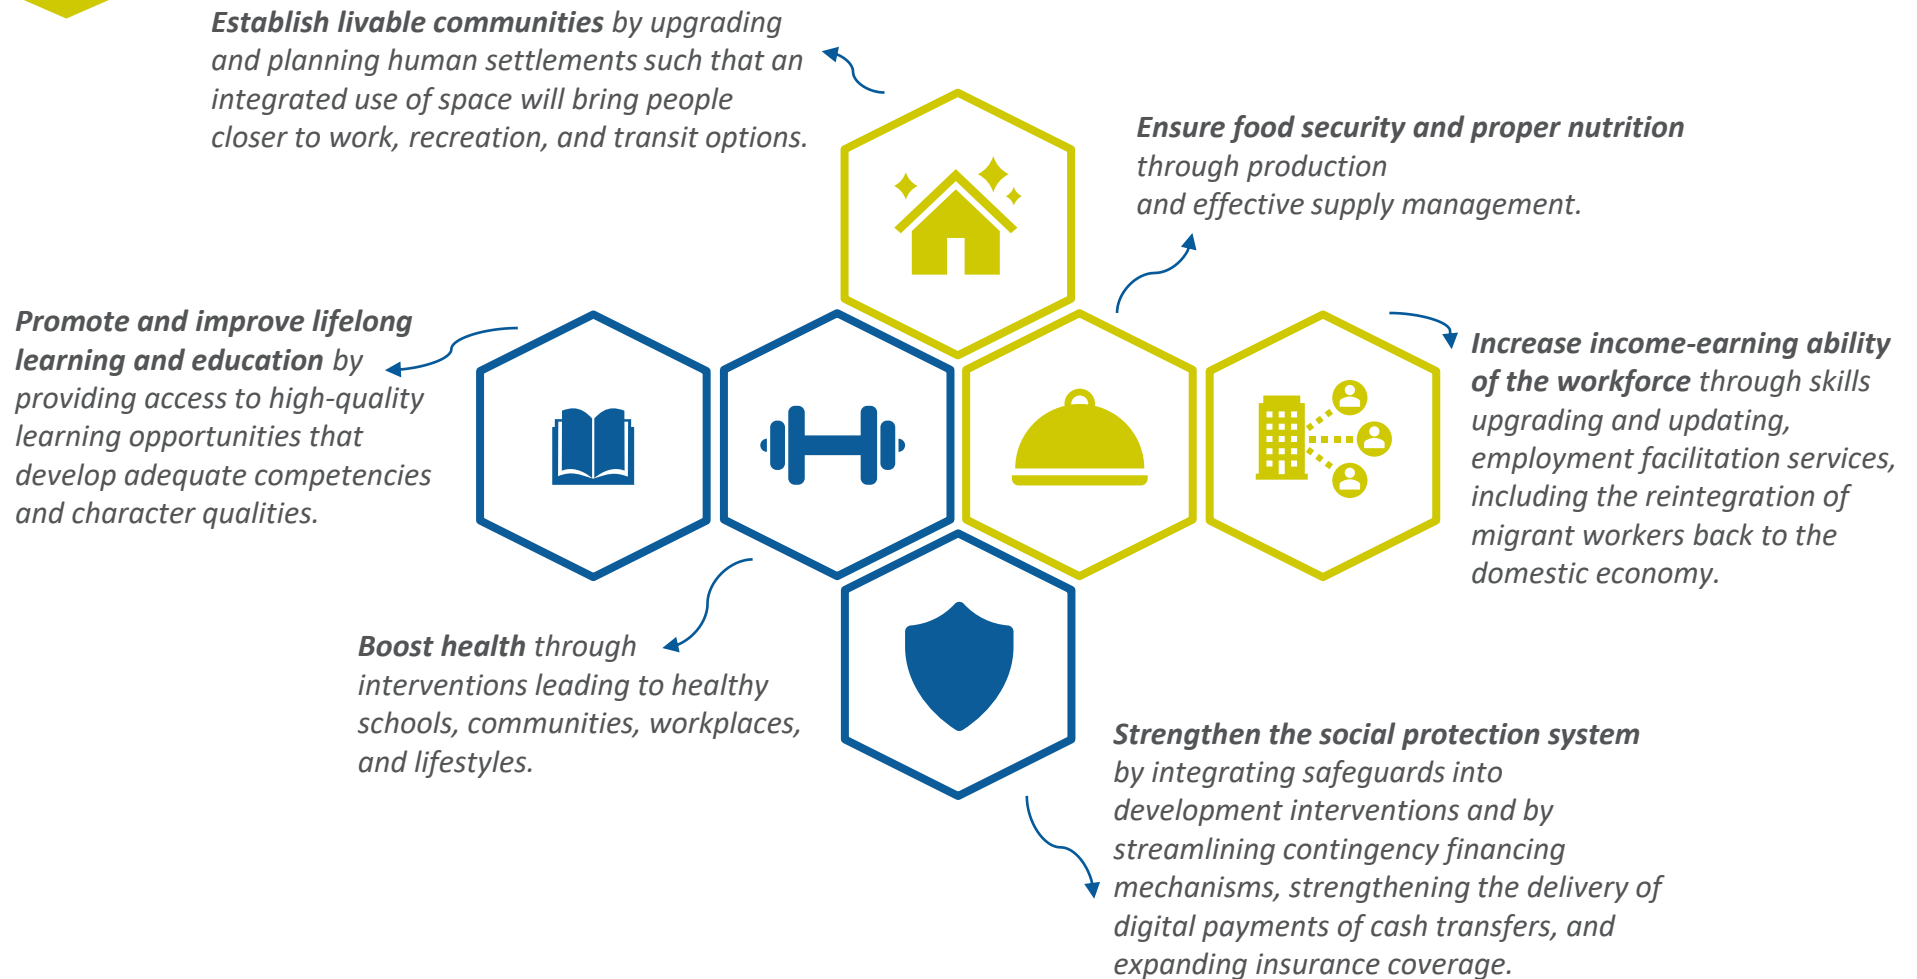 Establish livable communities by upgrading
and planning human settlements such that an
integrated use of space will bring people
closer to work, recreation, and transit options.
Ensure food security and proper nutrition
through production
and effective supply management.
Promote and improve lifelong
learning and education by
providing access to high-quality
learning opportunities that
develop adequate competencies
and character qualities.
Increase income-earning ability
of the workforce through skills
upgrading and updating,
employment facilitation services,
including the reintegration of
migrant workers back to the
domestic economy.
Boost health through
interventions leading to healthy
schools, communities, workplaces,
and lifestyles.
Strengthen the social protection system
by integrating safeguards into
development interventions and by
streamlining contingency financing
mechanisms, strengthening the delivery of
digital payments of cash transfers, and
expanding insurance coverage.